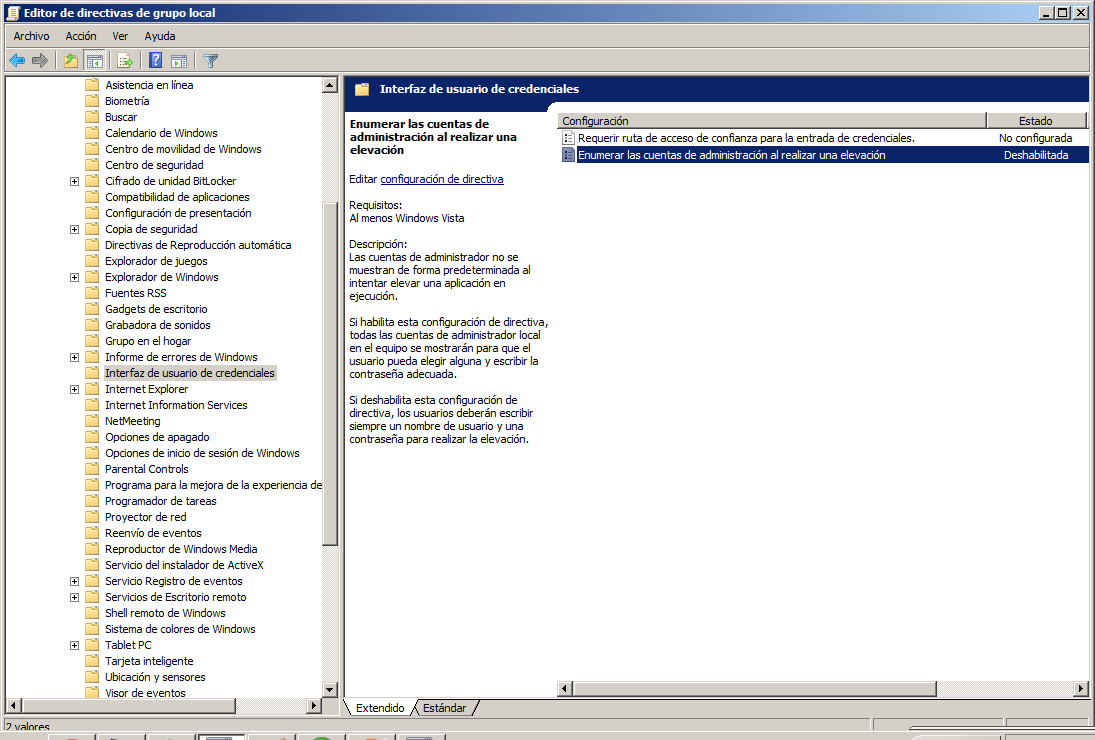 Editor de directivas de grupo local
Archivo Acción Ver Ayuda
Asistencia en línea
Biometría
Buscar
Calendario de Windows
Centro de movilidad de Windows
Centro de seguridad
Cifrado de unidad BitLocker
Compatibilidad de aplicaciones
Configuración de presentación
Copia de seguridad
Directivas de Reproducción automática
Explorador de juegos
Explorador de Windows
Fuentes RSS
Gadgets de escritorio
Grabadora de sonidos
Grupo en el hogar
Informe de errores de Windows
Interfaz de usuario de credenciales
Internet Explorer
Internet Information Services
NetMeeting
Opciones de apagado
Opciones de inicio de sesión de Windows
Parental Controls
Programa para la mejora de la experiencia de
Programador de tareas
Proyector de red
Reenvío de eventos
Reproductor de Windows Media
Servicio del instalador de ActiveX
Servicio Registro de eventos
Servicios de Escritorio remoto
Shell remoto de Windows
Sistema de colores de Windows
Tablet PC
Tarjeta inteligente
Ubicación y sensores
Visor de eventos
Interfaz de usuario de credenciales
Enumerar las cuentas de
administración al realizar una
elevación
Editar configuración de directiva
Requisitos:
Al menos Windows Vista
Descripción:
Las cuentas de administrador no se
muestran de forma predeterminada al
intentar elevar una aplicación en
ejecución.
Si habilita esta configuración de directiva,
todas las cuentas de administrador local
en el equipo se mostrarán para que el
usuario pueda elegir alguna y escribir la
contraseña adecuada.
Si deshabilita esta configuración de
directiva, los usuarios deberán escribir
siempre un nombre de usuario y una
contraseña para realizar la elevación.
Configuración Estado
Requerir ruta de acceso de confianza para la entrada de credenciales. No configurada
Enumerar las cuentas de administración al realizar una elevación Deshabilitada
Extendido Estándar
2 valores